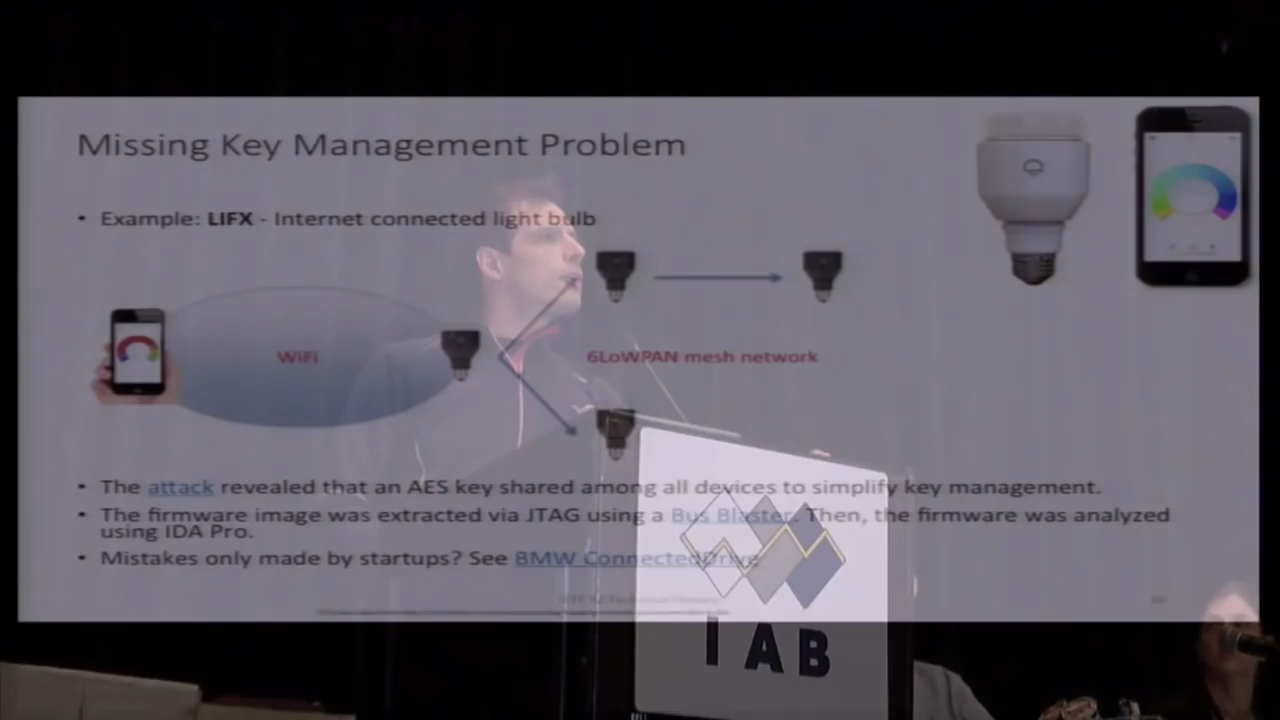 Missing Key Management Problem
• Example: LIFX - Internet connected light bulb
WiFi
6LoWPAN mesh network
• The attack revealed that an AES key shared among all devices to simplify key management.
• The firmware image was extracted via JTAG using a Bus Blaster. Then, the firmware was analyzed
using IDA Pro.
• Mistakes only made by startups? See BMW ConnectedDrive
IAB